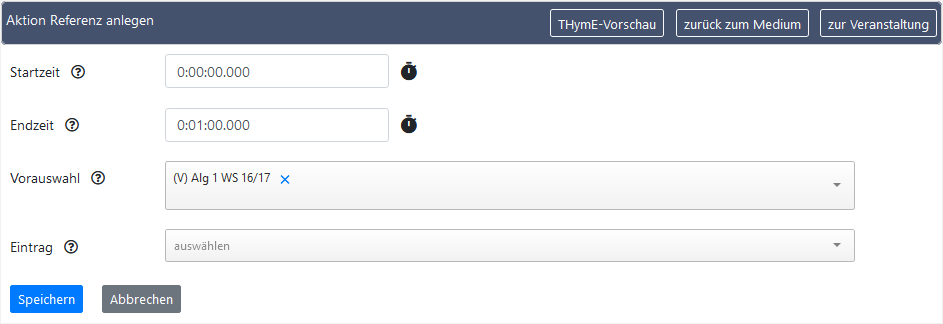 Aktion Referenz anlegen THymE-Vorschau zurück zum Medium zur Veranstaltung
Startzeit 0:00:00.000
Endzeit 0:01:00.000
Vorauswahl (V) Alg 1 WS 16/17
Eintrag auswählen
Speichern Abbrechen